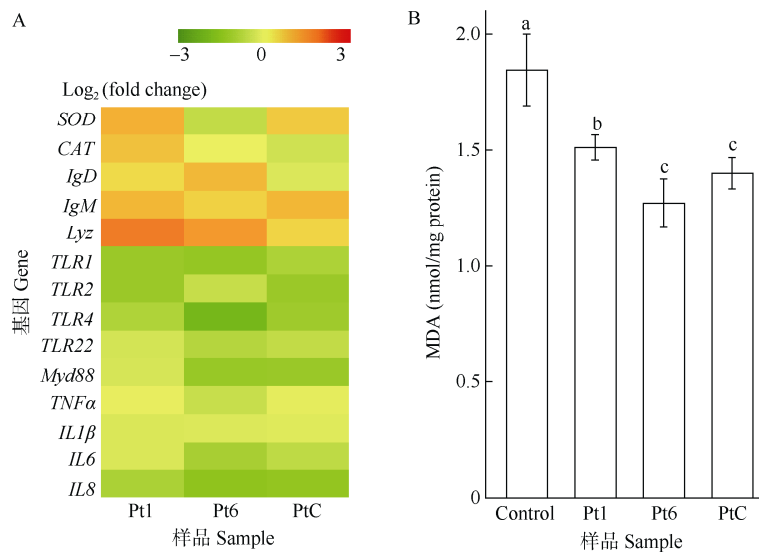 A
−3 0 3
Log₂ (fold change)
SOD
CAT
IgD
IgM
Lyz
TLR1
TLR2
TLR4
TLR22
Myd88
TNFα
IL1β
IL6
IL8
基因 Gene
Pt1 Pt6 PtC
样品 Sample
B
2.0
1.5
1.0
0.5
0
MDA (nmol/mg protein)
a
b
c
c
Control Pt1 Pt6 PtC
样品 Sample